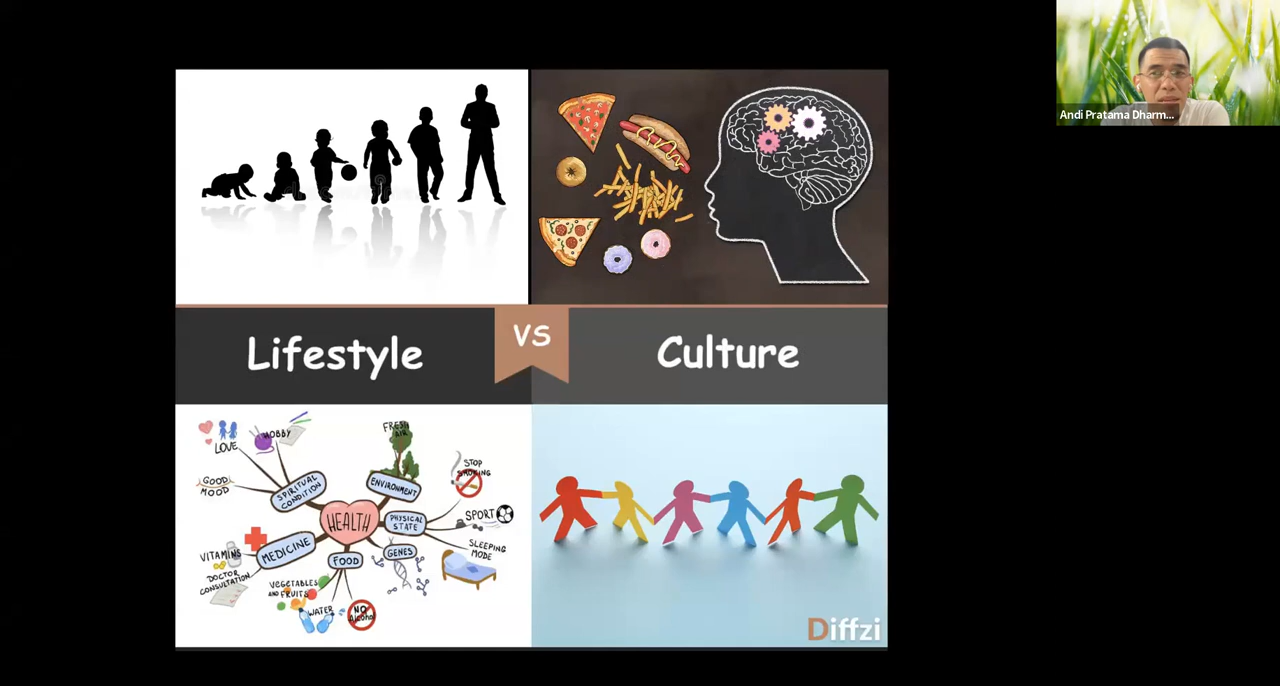 Andi Pratama Dharm...
Lifestyle
vs
Culture
LOVE
HOBBY
FRESH
AIR
GOOD
MOOD
SPIRITUAL
CONDITION
ENVIRONMENT
STOP
SMOKING
HEALTH
PHYSICAL
STATE
SPORT
MEDICINE
FOOD
GENES
SLEEPING
MODE
VITAMINS
DOCTOR
CONSULTATION
VEGETABLES
AND FRUITS
WATER
NO
Alcohol
Diffzi